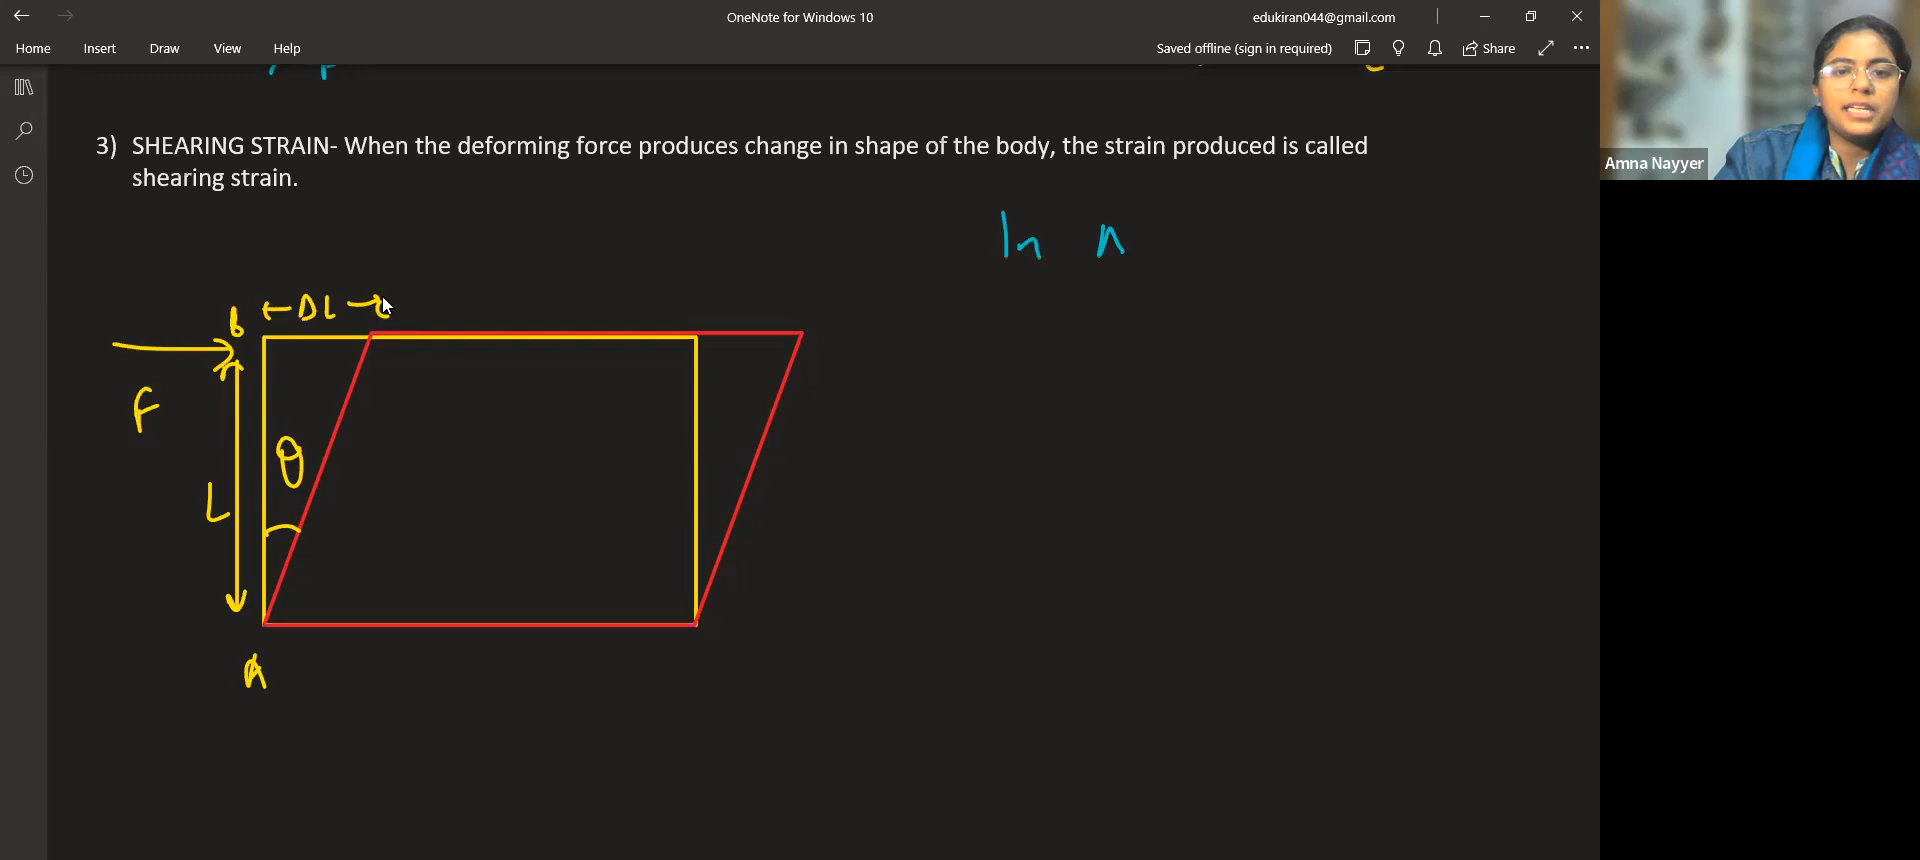 OneNote for Windows 10
edukiran044@gmail.com
Home Insert Draw View Help
Saved offline (sign in required)
Share
Amna Nayyer
3) SHEARING STRAIN- When the deforming force produces change in shape of the body, the strain produced is called
shearing strain.
In
b ←ΔL→
F
θ
L
A